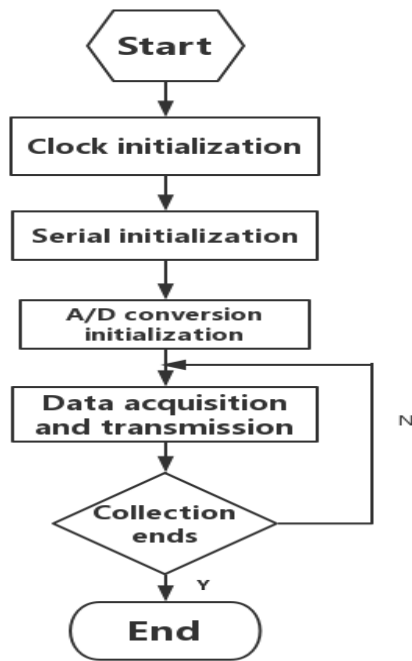 Start
Clock initialization
Serial initialization
A/D conversion
initialization
Data acquisition
and transmission
N
Collection
ends
Y
End